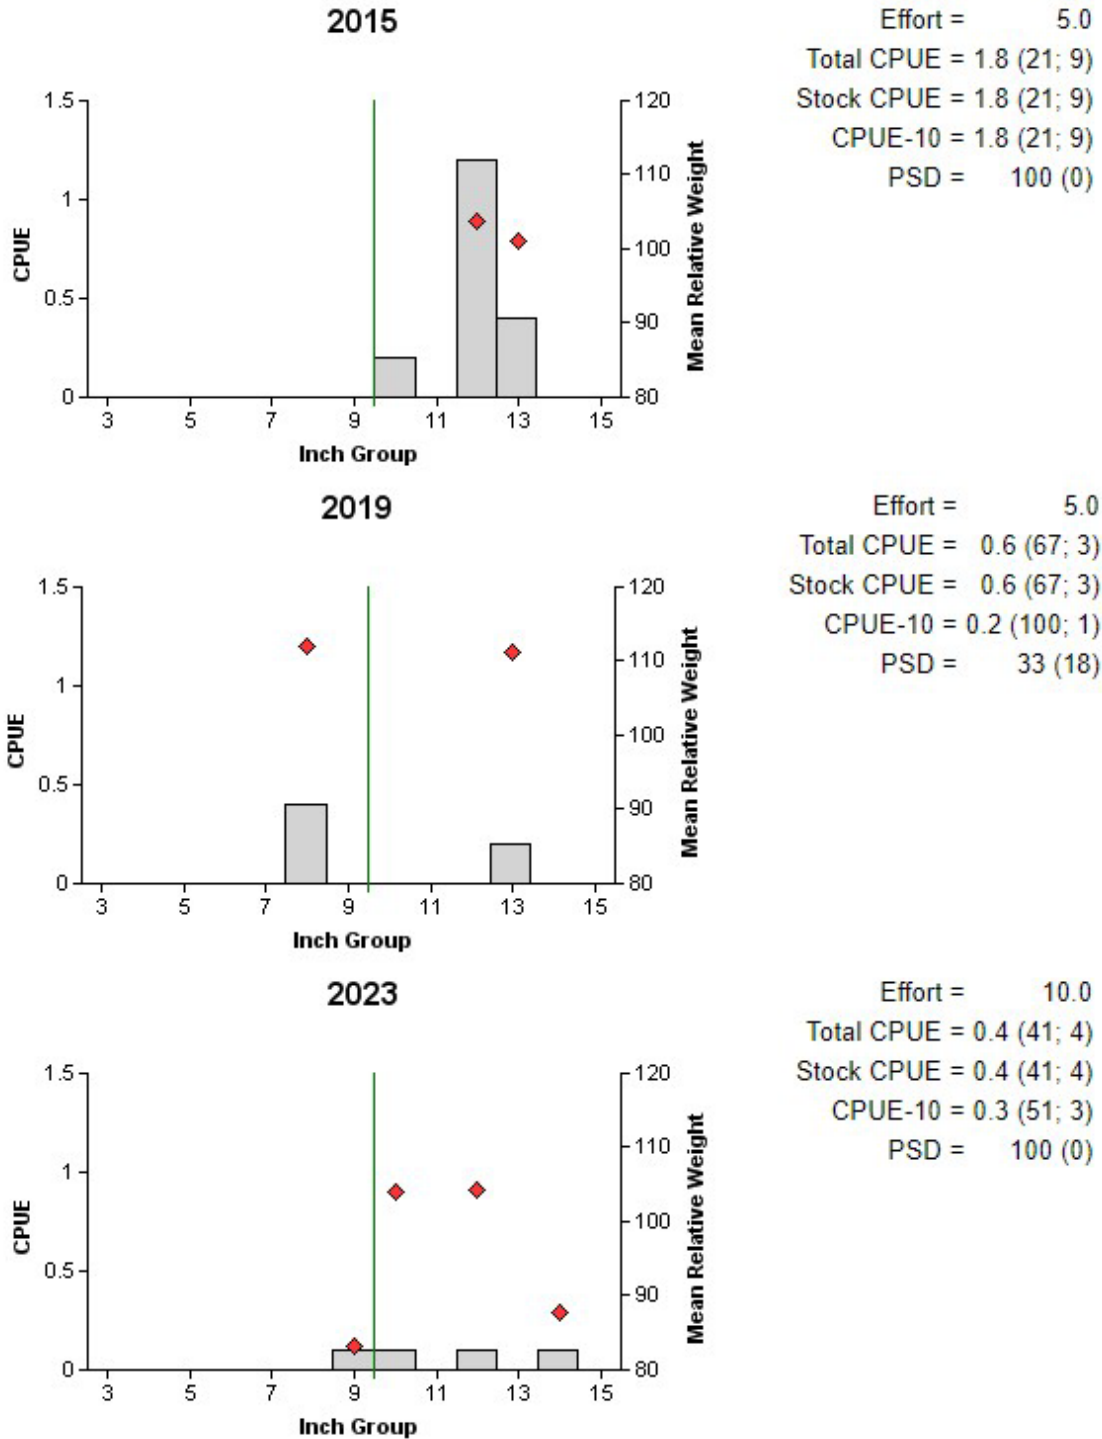 2015
Effort = 5.0
Total CPUE = 1.8 (21; 9)
Stock CPUE = 1.8 (21; 9)
CPUE-10 = 1.8 (21; 9)
PSD = 100 (0)
1.5
1
0.5
0
CPUE
120
110
100
90
80
Mean Relative Weight
3 5 7 9 11 13 15
Inch Group
2019
Effort = 5.0
Total CPUE = 0.6 (67; 3)
Stock CPUE = 0.6 (67; 3)
CPUE-10 = 0.2 (100; 1)
PSD = 33 (18)
1.5
1
0.5
0
CPUE
120
110
100
90
80
Mean Relative Weight
3 5 7 9 11 13 15
Inch Group
2023
Effort = 10.0
Total CPUE = 0.4 (41; 4)
Stock CPUE = 0.4 (41; 4)
CPUE-10 = 0.3 (51; 3)
PSD = 100 (0)
1.5
1
0.5
0
CPUE
120
110
100
90
80
Mean Relative Weight
3 5 7 9 11 13 15
Inch Group